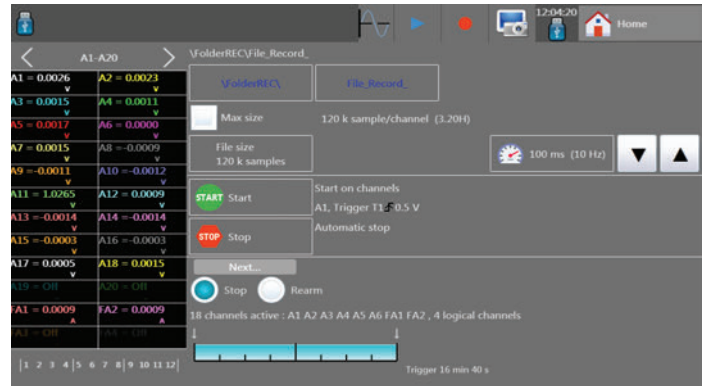 12:04:20
Home
A1-A20
\FolderREC\File_Record_
A1 = 0.0026 V
A2 = 0.0023 V
\FolderREC\
File_Record_
A3 = 0.0015 V
A4 = 0.0011 V
Max size
120 k sample/channel (3.20H)
A5 = 0.0017 V
A6 = 0.0000 V
A7 = 0.0015 V
A8 =-0.0009 V
File size
120 k samples
100 ms (10 Hz)
A9 =-0.0011 V
A10 =-0.0012 V
A11 = 1.0265 V
A12 = 0.0009 V
START Start
Start on channels
A1, Trigger T1 0.5 V
A13 =-0.0014 V
A14 =-0.0014 V
STOP Stop
Automatic stop
A15 =-0.0003 V
A16 =-0.0003 V
A17 = 0.0005 V
A18 = 0.0015 V
Next...
A19 = Off
A20 = Off
Stop
Rearm
FA1 = 0.0009 A
FA2 = 0.0009 A
18 channels active : A1 A2 A3 A4 A5 A6 FA1 FA2 , 4 logical channels
= Off
= Off
1 2 3 4 5 6 7 8 9 10 11 12
Trigger 16 min 40 s